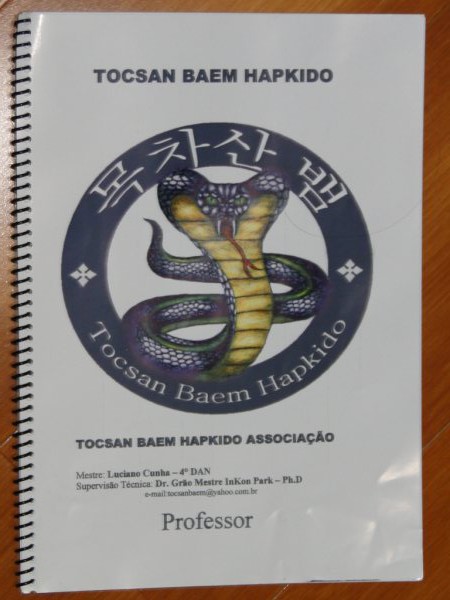 TOCSAN BAEM HAPKIDO
목차산 뱀
Tocsan Baem Hapkido
TOCSAN BAEM HAPKIDO ASSOCIAÇÃO
Mestre: Luciano Cunha – 4º DAN
Supervisão Técnica: Dr. Grão Mestre InKon Park – Ph.D
e-mail:tocsanbaem@yahoo.com.br
Professor